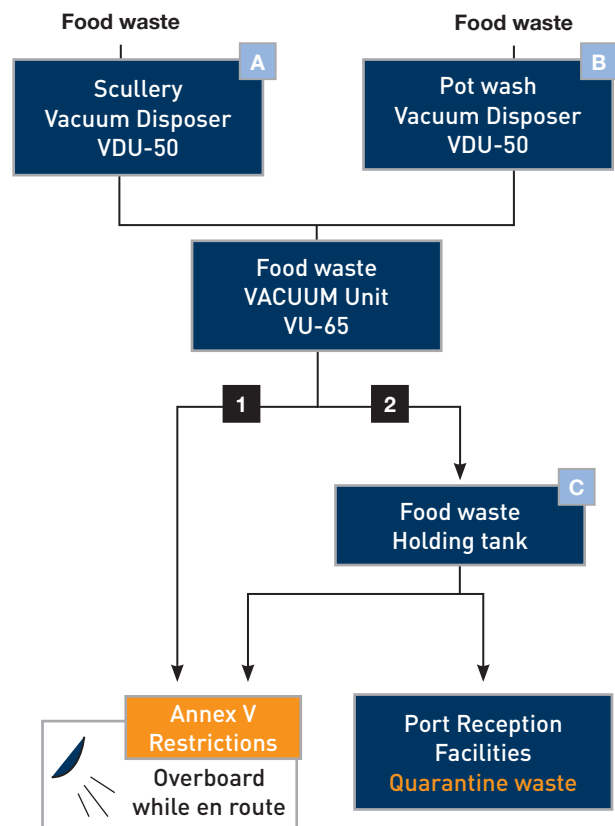 Food waste
Food waste
A
Scullery
Vacuum Disposer
VDU-50
B
Pot wash
Vacuum Disposer
VDU-50
Food waste
VACUUM Unit
VU-65
1
2
C
Food waste
Holding tank
Annex V
Restrictions
Overboard
while en route
Port Reception
Facilities
Quarantine waste